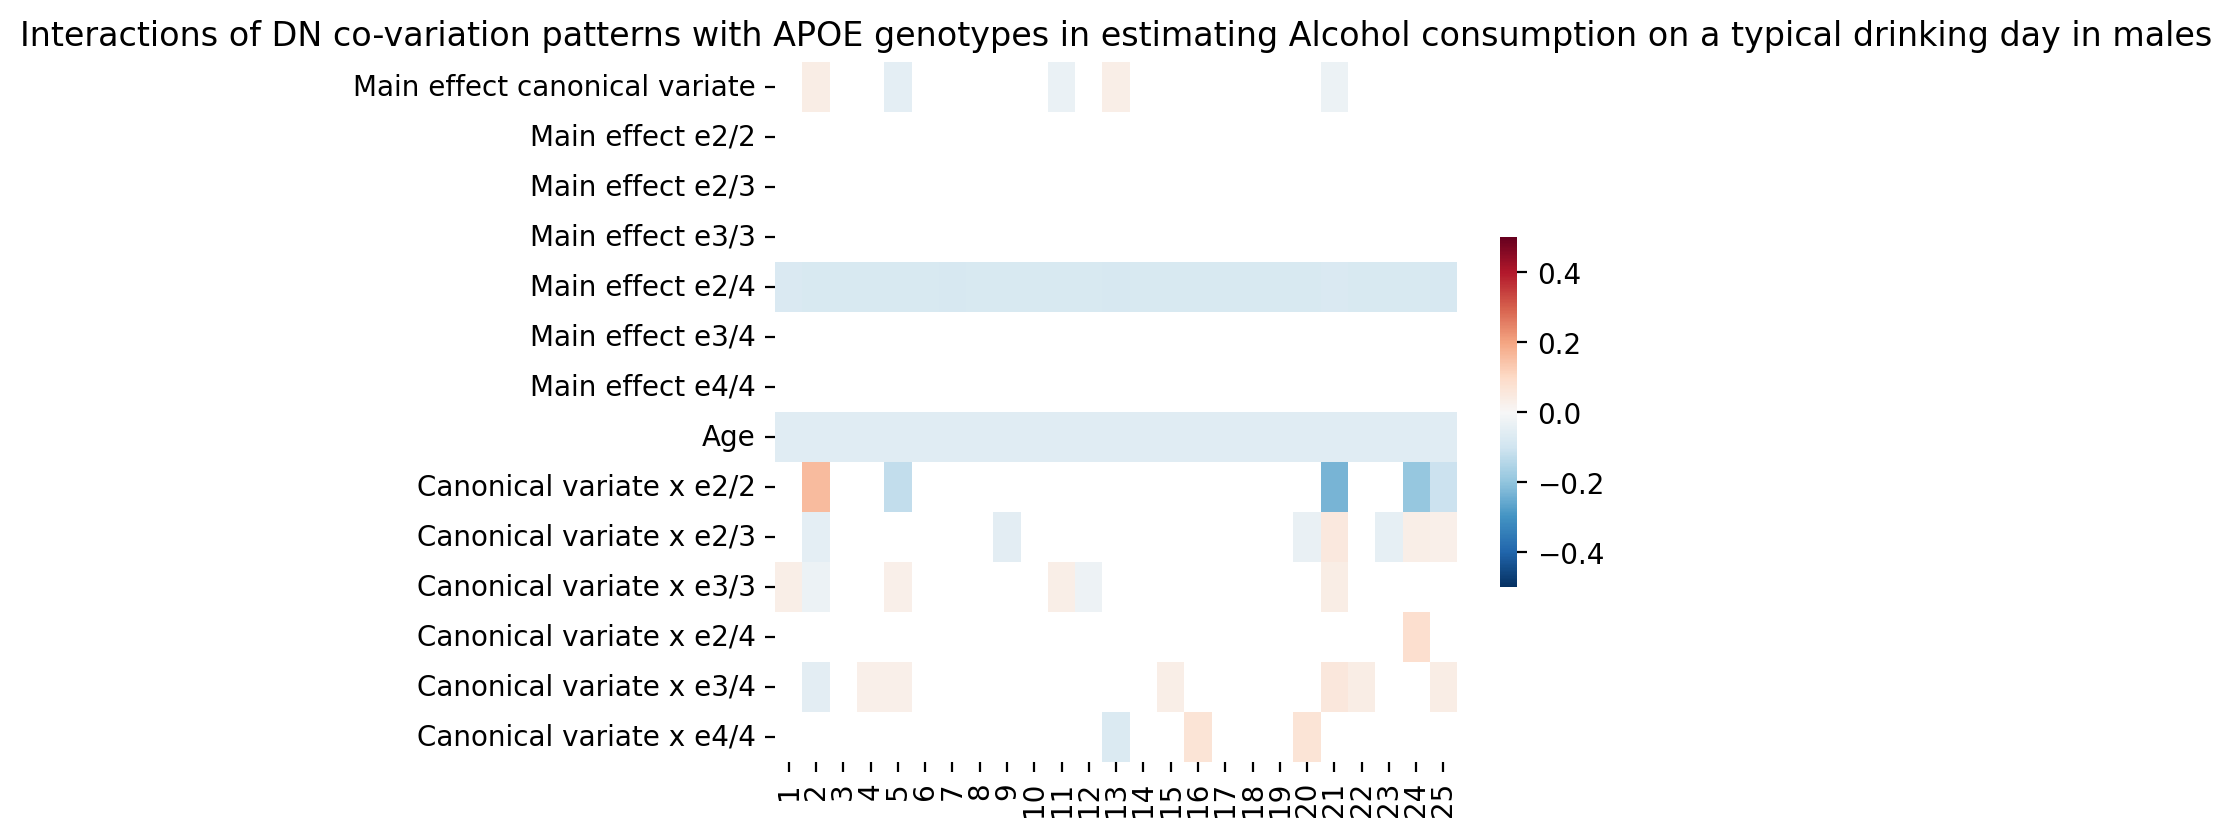 Interactions of DN co-variation patterns with APOE genotypes in estimating Alcohol consumption on a typical drinking day in males
Main effect canonical variate
Main effect e2/2
Main effect e2/3
Main effect e3/3
Main effect e2/4
Main effect e3/4
Main effect e4/4
Age
Canonical variate x e2/2
Canonical variate x e2/3
Canonical variate x e3/3
Canonical variate x e2/4
Canonical variate x e3/4
Canonical variate x e4/4
1 2 3 4 5 6 7 8 9 10 11 12 13 14 15 16 17 18 19 20 21 22 23 24 25
0.4
0.2
0.0
−0.2
−0.4